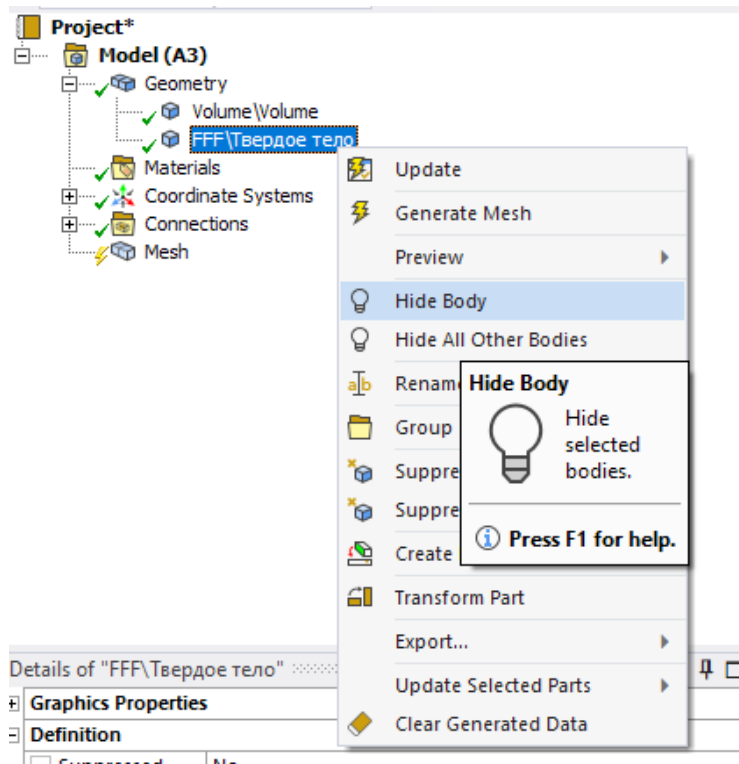 Project*
Model (A3)
Geometry
Volume\Volume
FFF\Твердое тело
Materials
Coordinate Systems
Connections
Mesh
Update
Generate Mesh
Preview
Hide Body
Hide All Other Bodies
Renam
Hide Body
Hide
selected
bodies.
Group
Suppre
Suppre
Press F1 for help.
Create
Transform Part
Export...
Update Selected Parts
Clear Generated Data
Details of "FFF\Твердое тело"
Graphics Properties
Definition
Suppressed No